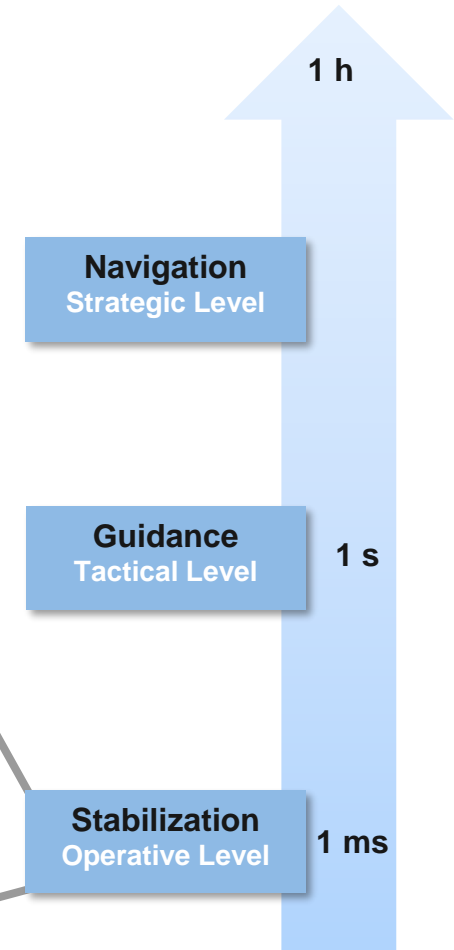 1 h
Navigation
Strategic Level
Guidance
Tactical Level
1 s
Stabilization
Operative Level
1 ms